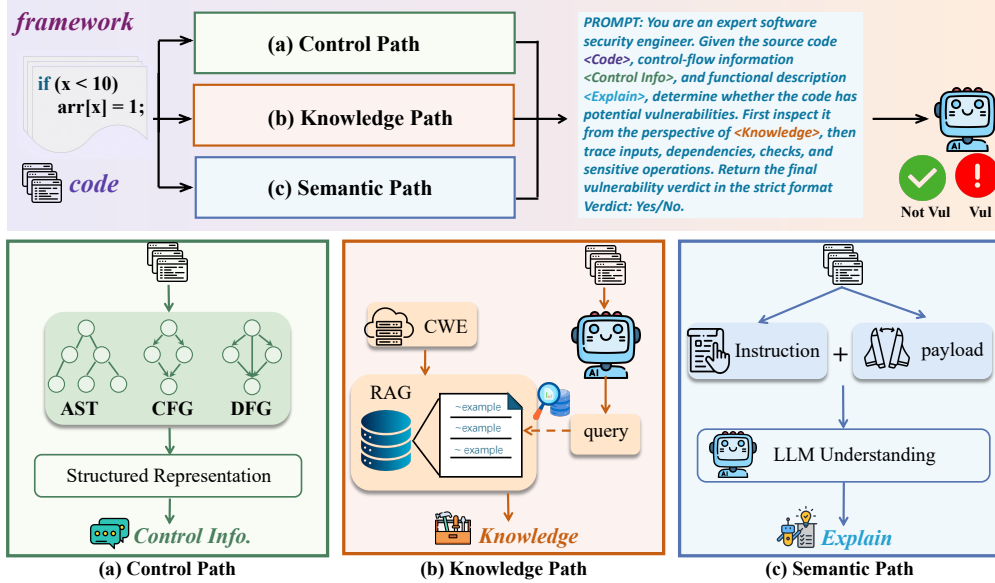 framework
if (x < 10)
arr[x] = 1;
code
(a) Control Path
(b) Knowledge Path
(c) Semantic Path
PROMPT: You are an expert software
security engineer. Given the source code
<Code>, control-flow information
<Control Info>, and functional description
<Explain>, determine whether the code has
potential vulnerabilities. First inspect it
from the perspective of <Knowledge>, then
trace inputs, dependencies, checks, and
sensitive operations. Return the final
vulnerability verdict in the strict format
Verdict: Yes/No.
AI
Not Vul
Vul
AST
CFG
DFG
Structured Representation
Control Info.
(a) Control Path
CWE
AI
RAG
~example
~example
~ example
query
Knowledge
(b) Knowledge Path
Instruction
+
payload
AI
LLM Understanding
Explain
(c) Semantic Path